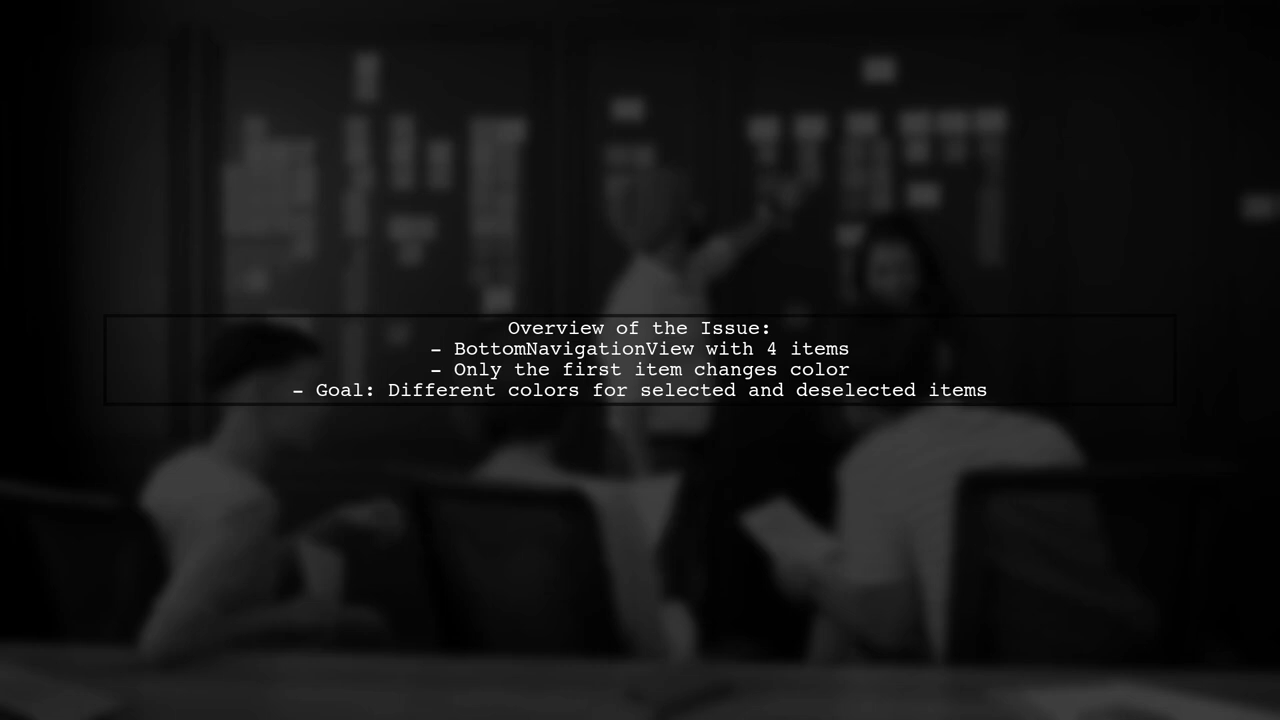 Overview of the Issue:
- BottomNavigationView with 4 items
- Only the first item changes color
- Goal: Different colors for selected and deselected items